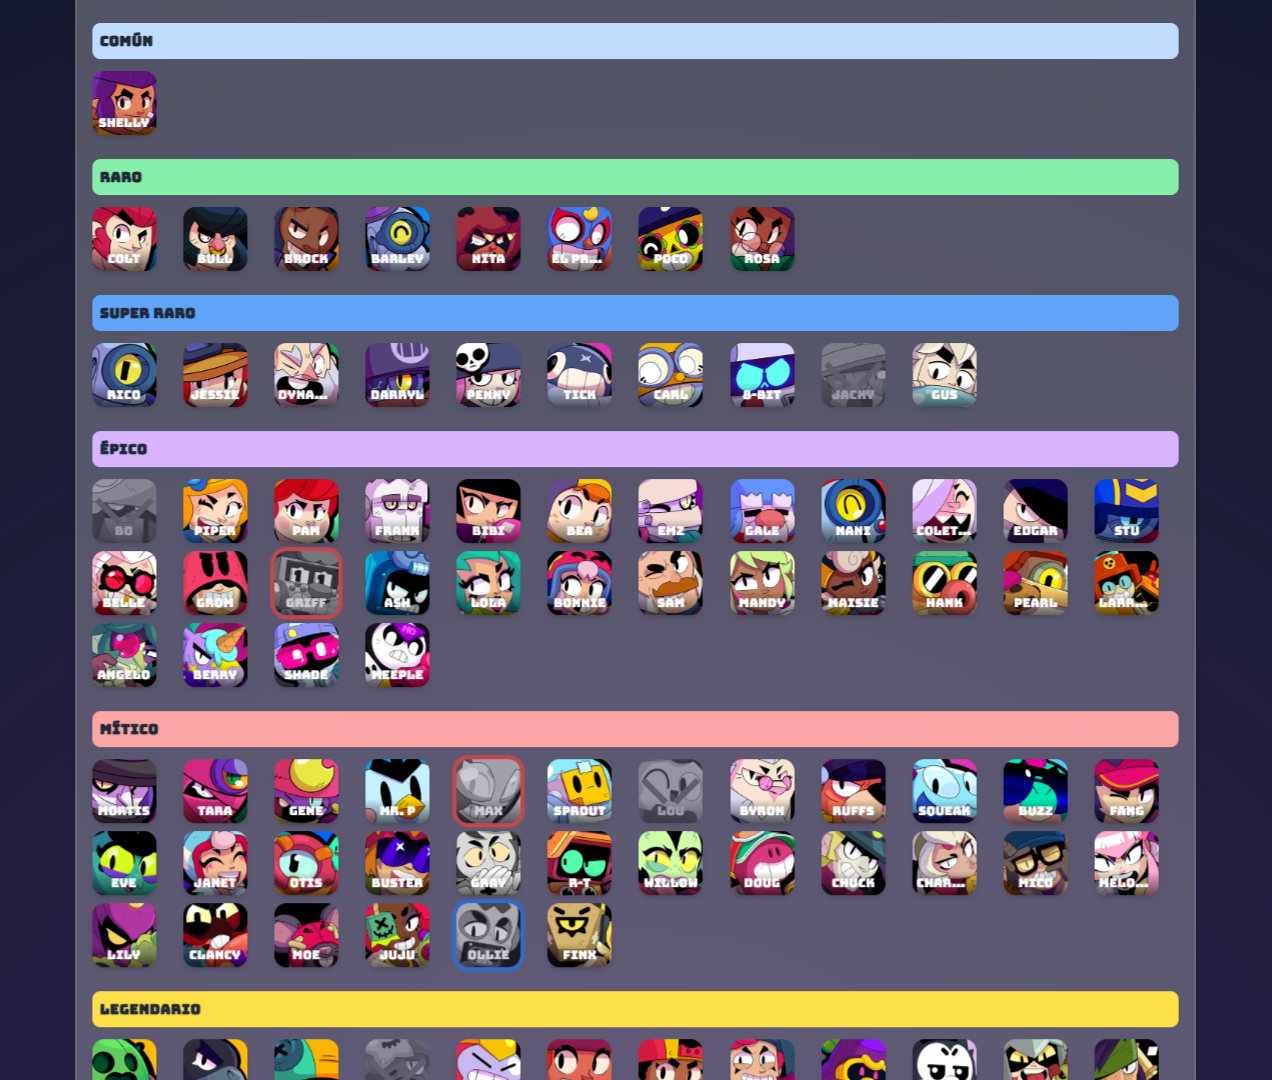 COMÚN
SHELLY
RARO
COLT BULL BROCK BARLEY NITA EL PR... POCO ROSA
SUPER RARO
RICO JESSIE DYNA... DARRYL PENNY TICK CARL 8-BIT JACKY GUS
ÉPICO
BO PIPER PAM FRANK BIBI BEA EMZ GALE NANI COLET... EDGAR STU
BELLE GROM GRIFF ASH LOLA BONNIE SAM MANDY MAISIE HANK PEARL LARR...
ANGELO BERRY SHADE MEEPLE
MÍTICO
MORTIS TARA GENE MR. P MAX SPROUT LOU BYRON RUFFS SQUEAK BUZZ FANG
EVE JANET OTIS BUSTER GRAY R-T WILLOW DOUG CHUCK CHAR... MICO MELO...
LILY CLANCY MOE JUJU OLLIE FINX
LEGENDARIO